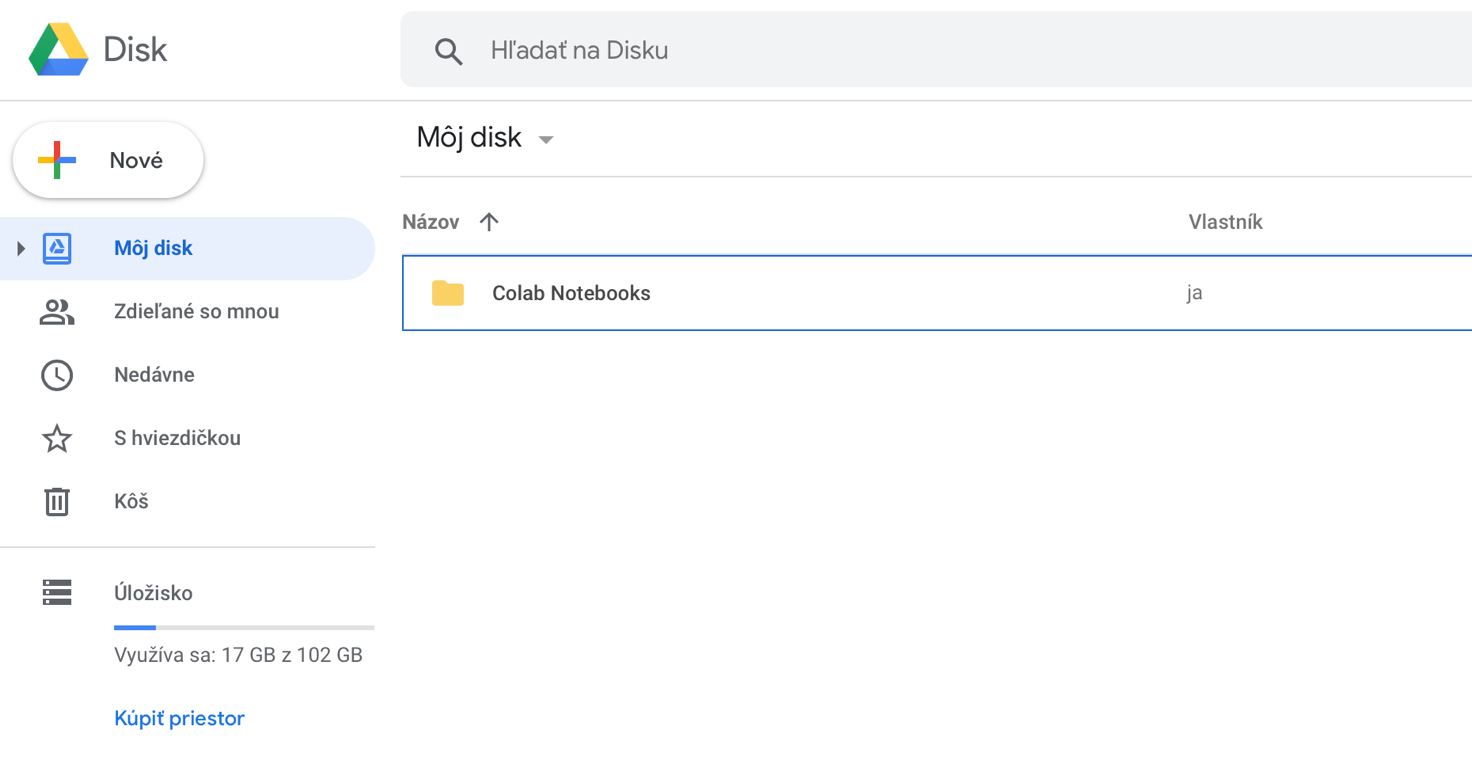 Disk
Hľadať na Disku
Nové
Môj disk
Názov
Vlastník
Colab Notebooks
ja
Môj disk
Zdieľané so mnou
Nedávne
S hviezdičkou
Kôš
Úložisko
Využíva sa: 17 GB z 102 GB
Kúpiť priestor